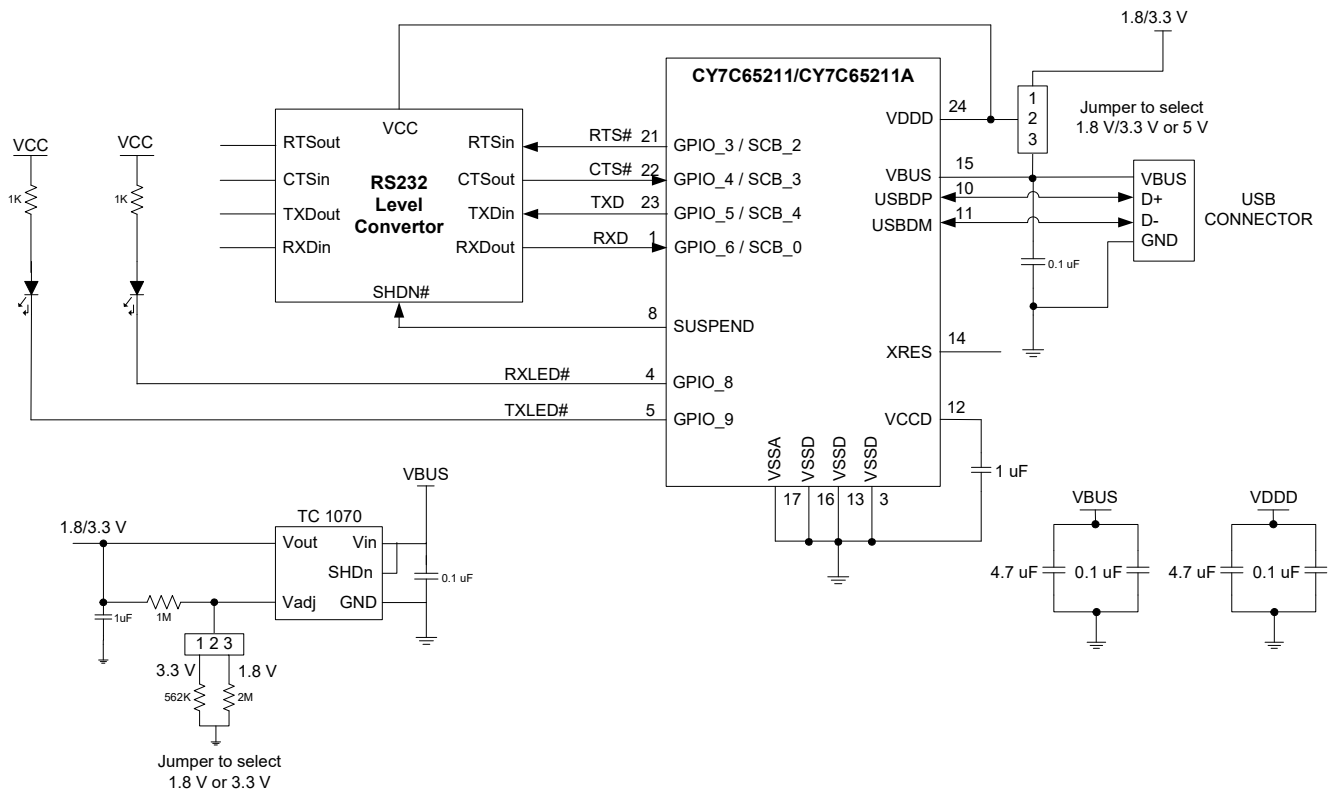 1.8/3.3 V
CY7C65211/CY7C65211A
VDDD
24
1
2
3
Jumper to select
1.8 V/3.3 V or 5 V
VCC
VCC
1K
1K
VCC
RTSout
CTSin
TXDout
RXDin
RS232
Level
Convertor
RTSin
CTSout
TXDin
RXDout
SHDN#
RTS# 21
CTS# 22
TXD 23
RXD 1
GPIO_3 / SCB_2
GPIO_4 / SCB_3
GPIO_5 / SCB_4
GPIO_6 / SCB_0
VBUS
15
USBDP
10
USBDM
11
VBUS
D+
D-
GND
USB
CONNECTOR
0.1 uF
8
SUSPEND
XRES
14
RXLED# 4
GPIO_8
TXLED# 5
GPIO_9
VCCD
12
1 uF
VSSA
VSSD
VSSD
VSSD
17
16
13
3
VBUS
1.8/3.3 V
TC 1070
Vout
Vin
SHDn
Vadj
GND
0.1 uF
1uF
1M
1 2 3
3.3 V
1.8 V
562K
2M
Jumper to select
1.8 V or 3.3 V
VBUS
4.7 uF
0.1 uF
VDDD
4.7 uF
0.1 uF